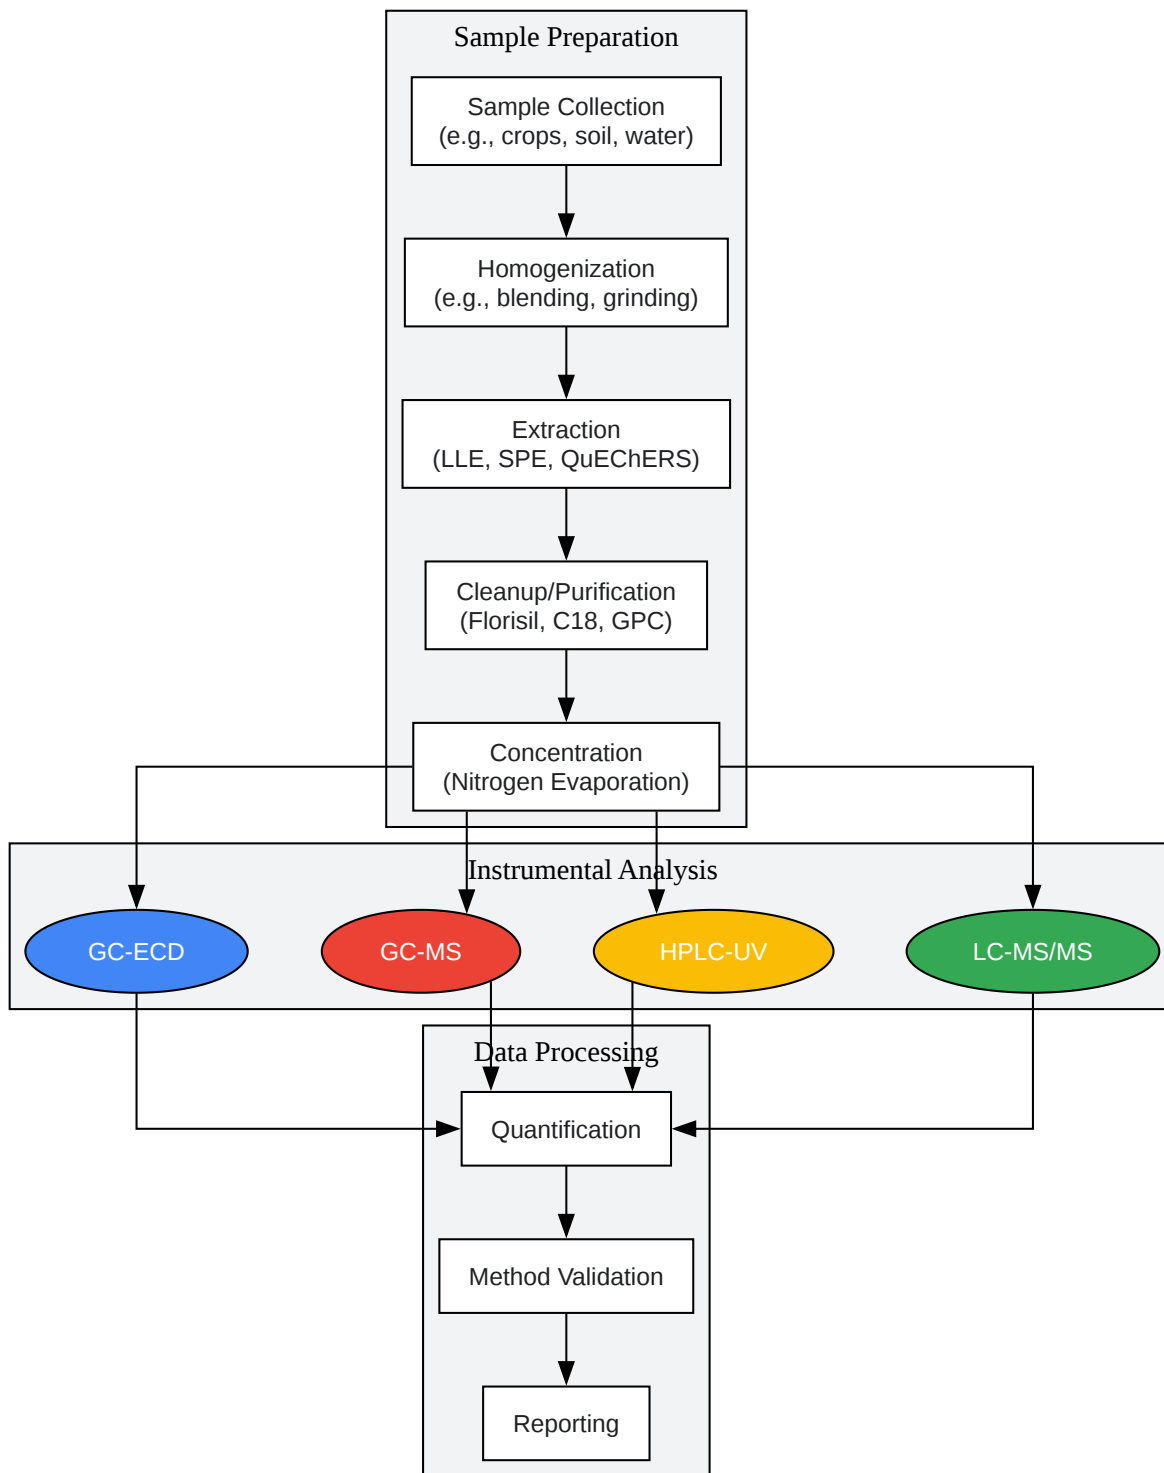 Sample Preparation
Sample Collection
(e.g., crops, soil, water)
Homogenization
(e.g., blending, grinding)
Extraction
(LLE, SPE, QuEChERS)
Cleanup/Purification
(Florisil, C18, GPC)
Concentration
(Nitrogen Evaporation)
Instrumental Analysis
GC-ECD
GC-MS
HPLC-UV
LC-MS/MS
Data Processing
Quantification
Method Validation
Reporting